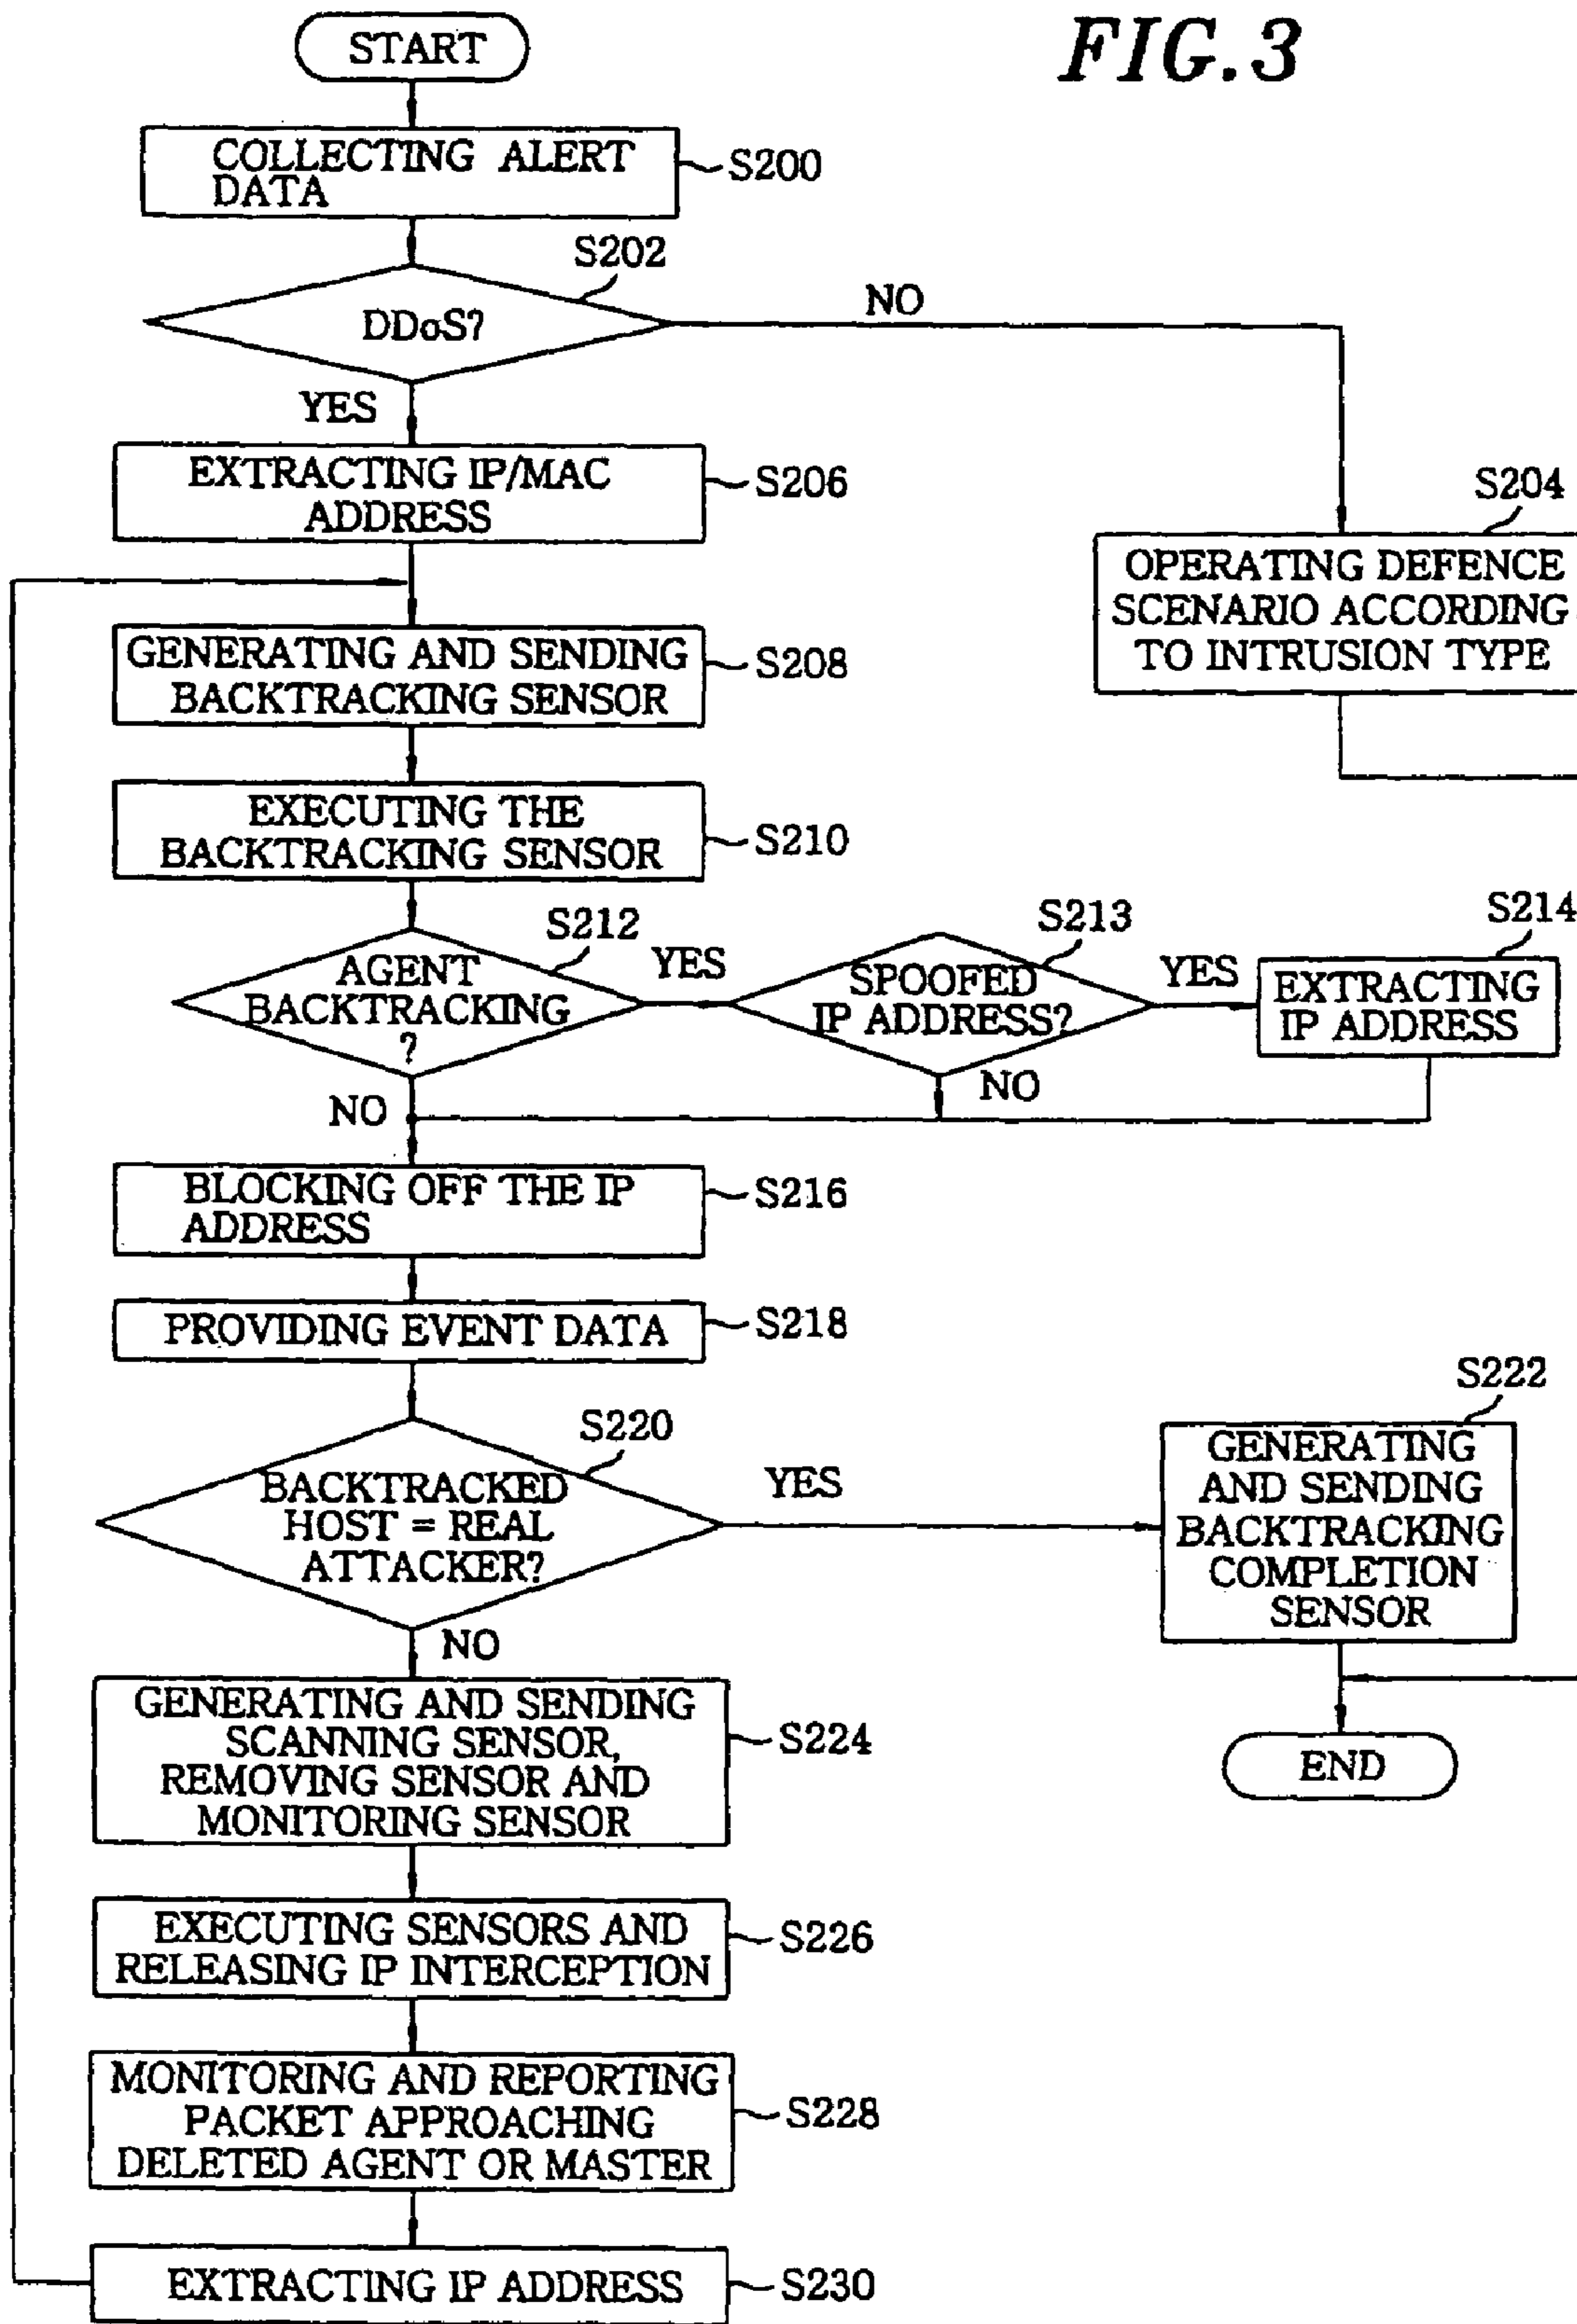 FIG.3
START
COLLECTING ALERT
DATA
S200
S202
DDoS?
NO
YES
EXTRACTING IP/MAC
ADDRESS
S206
S204
OPERATING DEFENCE
SCENARIO ACCORDING
TO INTRUSION TYPE
GENERATING AND SENDING
BACKTRACKING SENSOR
S208
EXECUTING THE
BACKTRACKING SENSOR
S210
S212
AGENT
BACKTRACKING
?
YES
S213
SPOOFED
IP ADDRESS?
YES
S214
EXTRACTING
IP ADDRESS
NO
NO
BLOCKING OFF THE IP
ADDRESS
S216
PROVIDING EVENT DATA
S218
S220
BACKTRACKED
HOST = REAL
ATTACKER?
YES
S222
GENERATING
AND SENDING
BACKTRACKING
COMPLETION
SENSOR
NO
GENERATING AND SENDING
SCANNING SENSOR,
REMOVING SENSOR AND
MONITORING SENSOR
S224
END
EXECUTING SENSORS AND
RELEASING IP INTERCEPTION
S226
MONITORING AND REPORTING
PACKET APPROACHING
DELETED AGENT OR MASTER
S228
EXTRACTING IP ADDRESS
S230